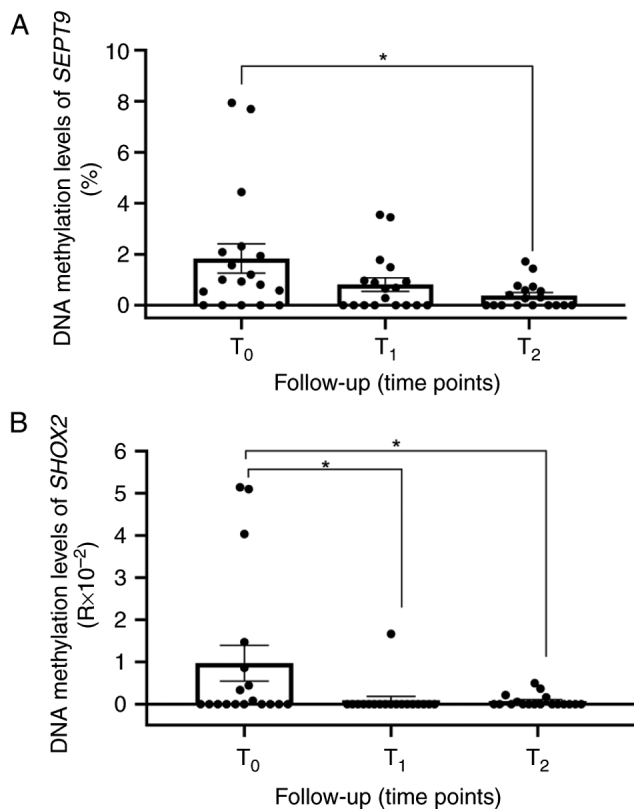 A
DNA methylation levels of SEPT9
(%)
10
8
6
4
2
0
*
T₀ T₁ T₂
Follow-up (time points)
B
DNA methylation levels of SHOX2
(R×10⁻²)
6
5
4
3
2
1
0
*
*
T₀ T₁ T₂
Follow-up (time points)